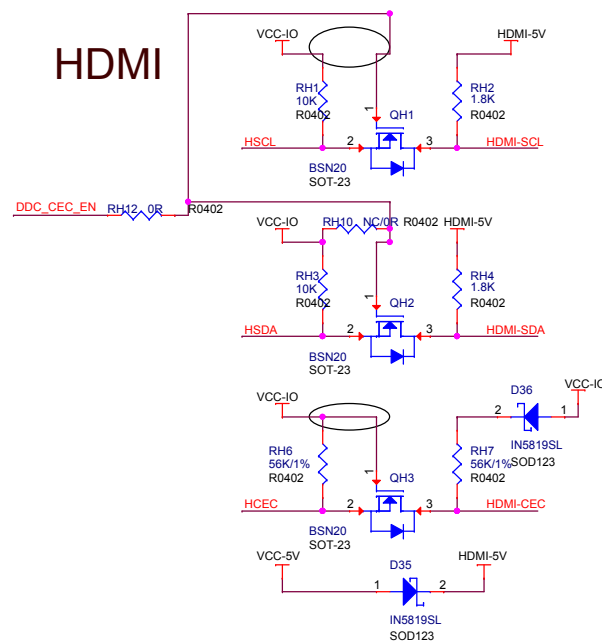 HDMI
VCC-IO
HDMI-5V
RH1
10K
R0402
1
QH1
RH2
1.8K
R0402
HSCL
2
3
HDMI-SCL
BSN20
SOT-23
DDC_CEC_EN
RH12 0R R0402
VCC-IO
RH10 NC/0R R0402
HDMI-5V
RH3
10K
R0402
1
QH2
RH4
1.8K
R0402
HSDA
2
3
HDMI-SDA
BSN20
SOT-23
D36
VCC-IO
2
1
IN5819SL
SOD123
VCC-IO
RH6
56K/1%
R0402
1
QH3
RH7
56K/1%
R0402
HCEC
2
3
HDMI-CEC
BSN20
SOT-23
VCC-5V
D35
HDMI-5V
1
2
IN5819SL
SOD123